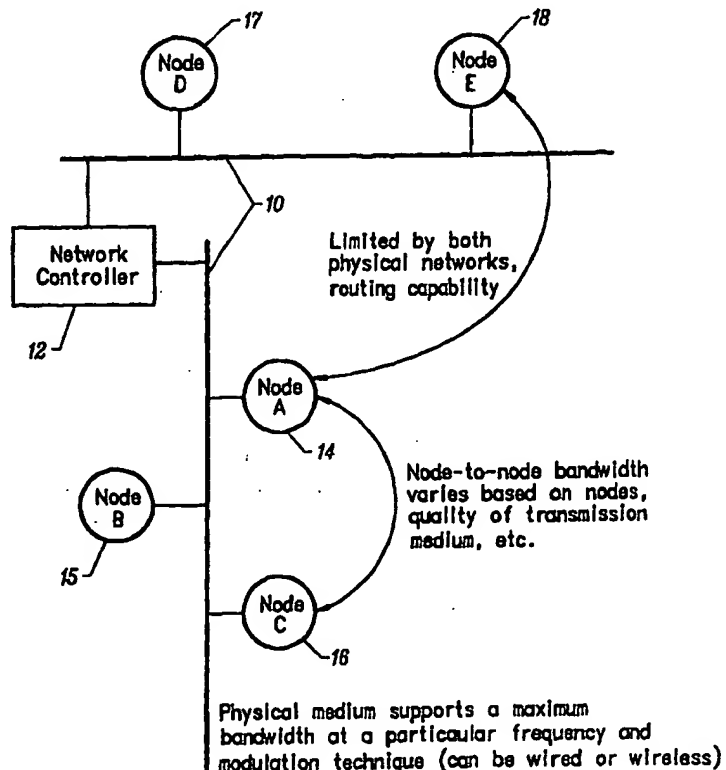 17
18
Node
D
Node
E
10
Network
Controller
12
Limited by both
physical networks,
routing capability
Node
A
14
Node
B
15
Node-to-node bandwidth
varies based on nodes,
quality of transmission
medium, etc.
Node
C
16
Physical medium supports a maximum
bandwidth at a particular frequency and
modulation technique (can be wired or wireless)